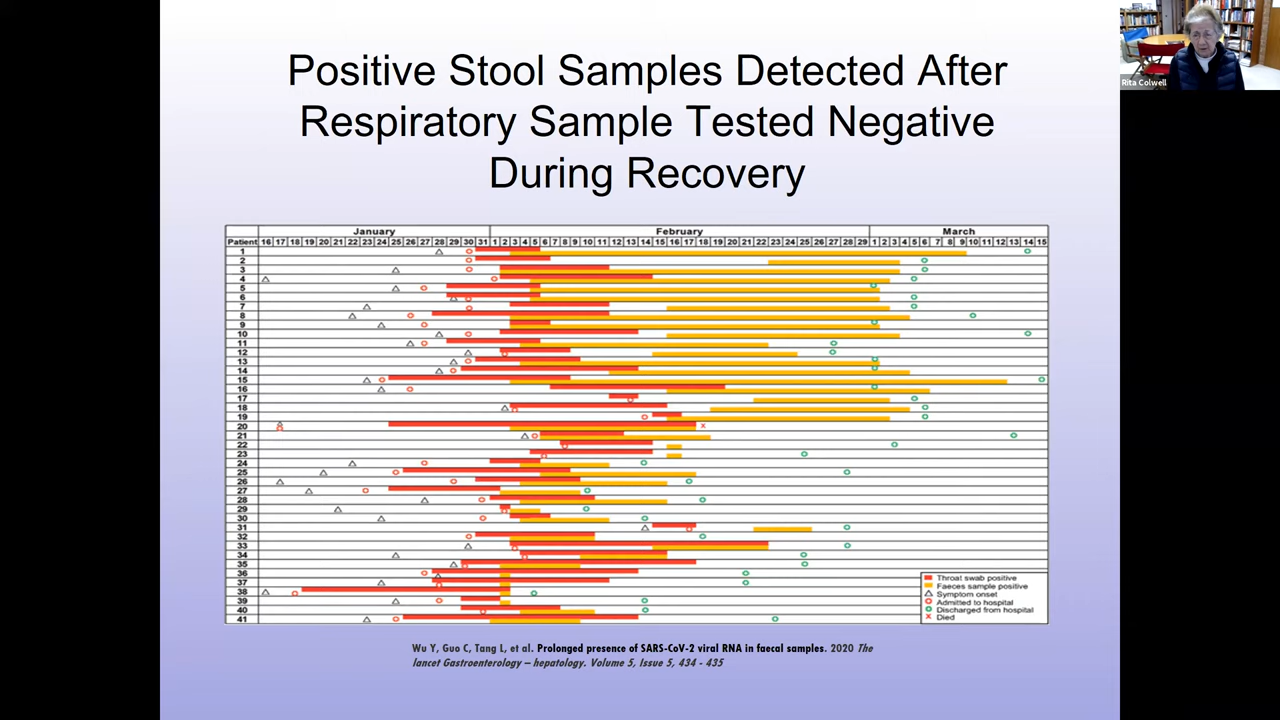 Positive Stool Samples Detected After
Respiratory Sample Tested Negative
During Recovery
Rita Colwell
January February March
Patient 16 17 18 19 20 21 22 23 24 25 26 27 28 29 30 31 1 2 3 4 5 6 7 8 9 10 11 12 13 14 15 16 17 18 19 20 21 22 23 24 25 26 27 28 29 1 2 3 4 5 6 7 8 9 10 11 12 13 14 15
1
2
3
4
5
6
7
8
9
10
11
12
13
14
15
16
17
18
19
20
21
22
23
24
25
26
27
28
29
30
31
32
33
34
35
36
37
38
39
40
41
Throat swab positive
Faeces sample positive
Symptom onset
Admitted to hospital
Discharged from hospital
Died
Wu Y, Guo C, Tang L, et al. Prolonged presence of SARS-CoV-2 viral RNA in faecal samples. 2020 The
lancet Gastroenterology – hepatology. Volume 5, Issue 5, 434 - 435